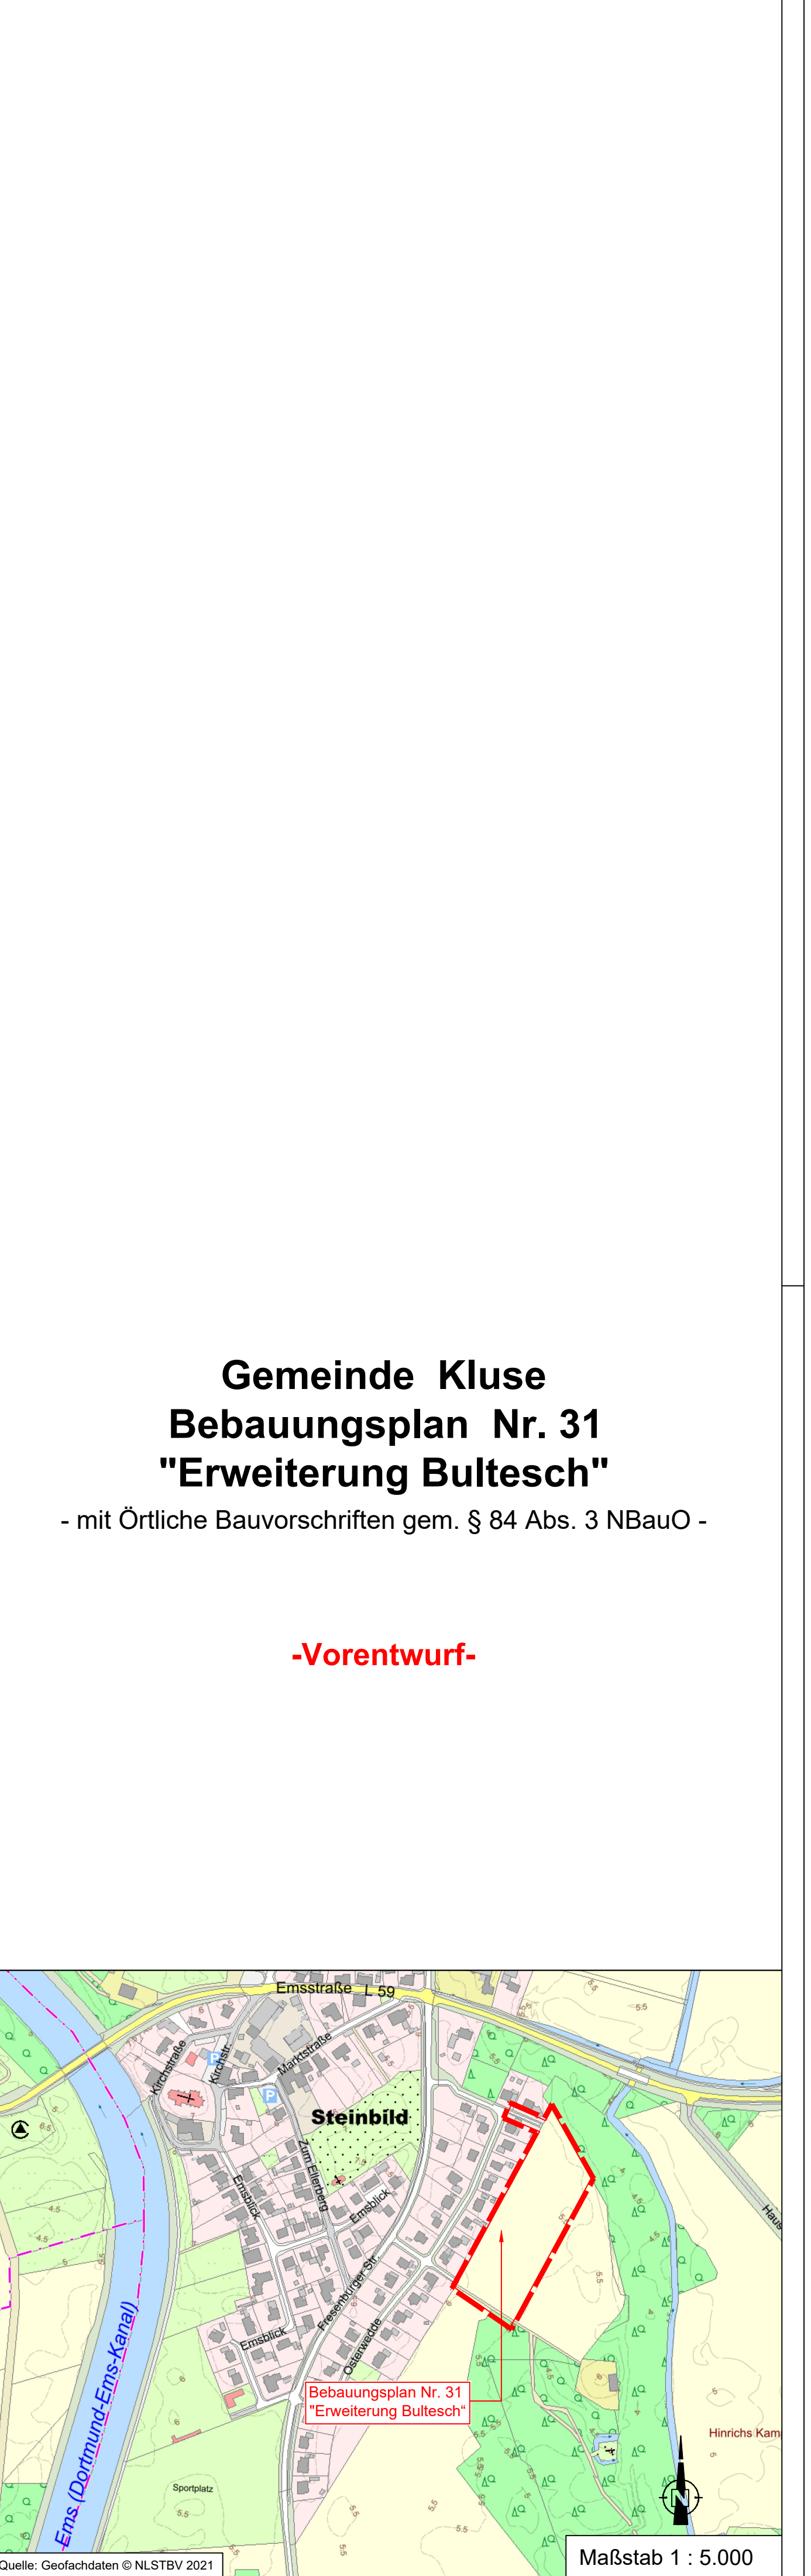 Gemeinde Kluse
Bebauungsplan Nr. 31
"Erweiterung Bultesch"
- mit Örtliche Bauvorschriften gem. § 84 Abs. 3 NBauO -
-Vorentwurf-
Emsstraße L 59
Kirchstraße
Kirchstr.
Marktstraße
P
P
Steinbild
Zum Ellerberg
Emsblick
Emsblick
Fresenburger Str.
Osterwedde
Emsblick
Ems (Dortmund-Ems-Kanal)
Haus
Bebauungsplan Nr. 31
"Erweiterung Bultesch“
Hinrichs Kam
Sportplatz
N
Quelle: Geofachdaten © NLSTBV 2021
Maßstab 1 : 5.000